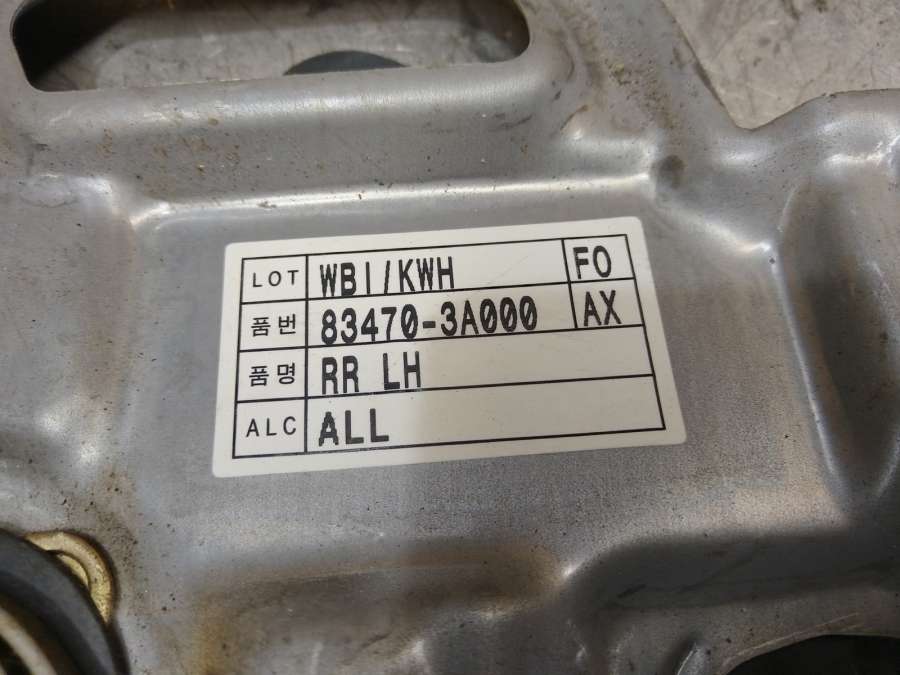 LOT WBI/KWH FO
품번 83470-3A000 AX
품명 RR LH
ALC ALL